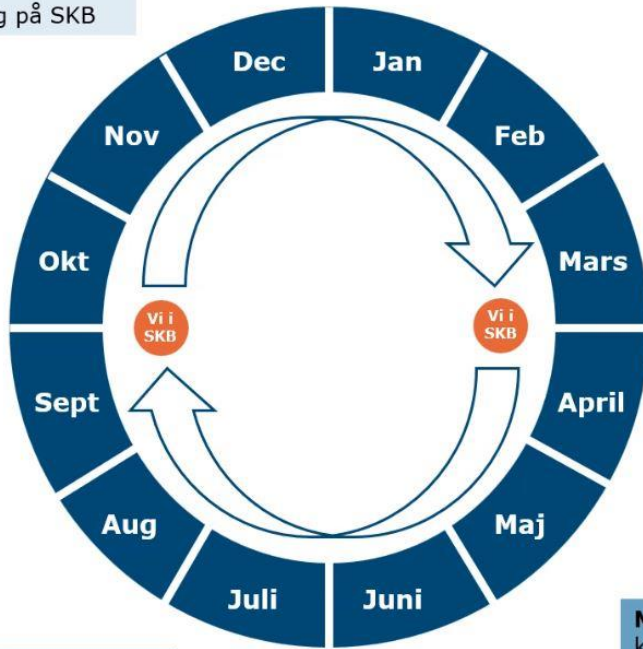 på SKB
Dec
Jan
Nov
Feb
Okt
Mars
Vi i
SKB
Vi i
SKB
Sept
April
Aug
Maj
Juli
Juni